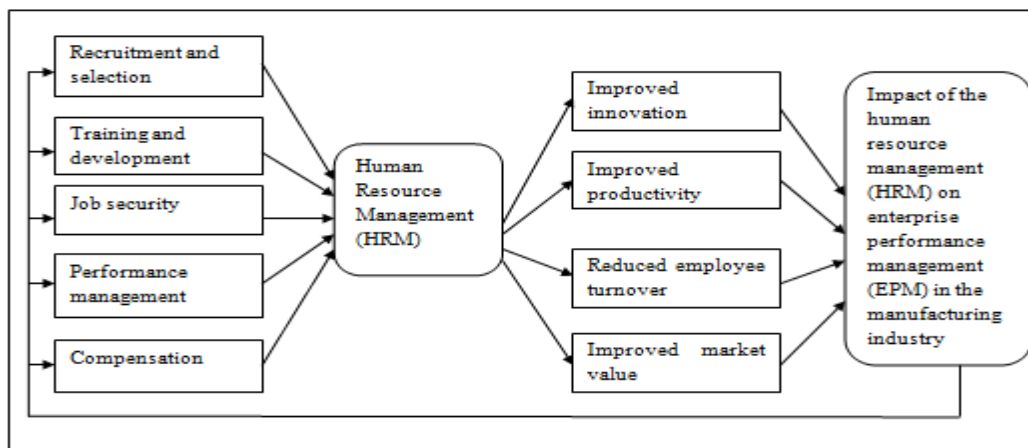 Recruitment and
selection
Training and
development
Job security
Performance
management
Compensation
Human
Resource
Management
(HRM)
Improved
innovation
Improved
productivity
Reduced employee
turnover
Improved market
value
Impact of the
human
resource
management
(HRM) on
enterprise
performance
management
(EPM) in the
manufacturing
industry